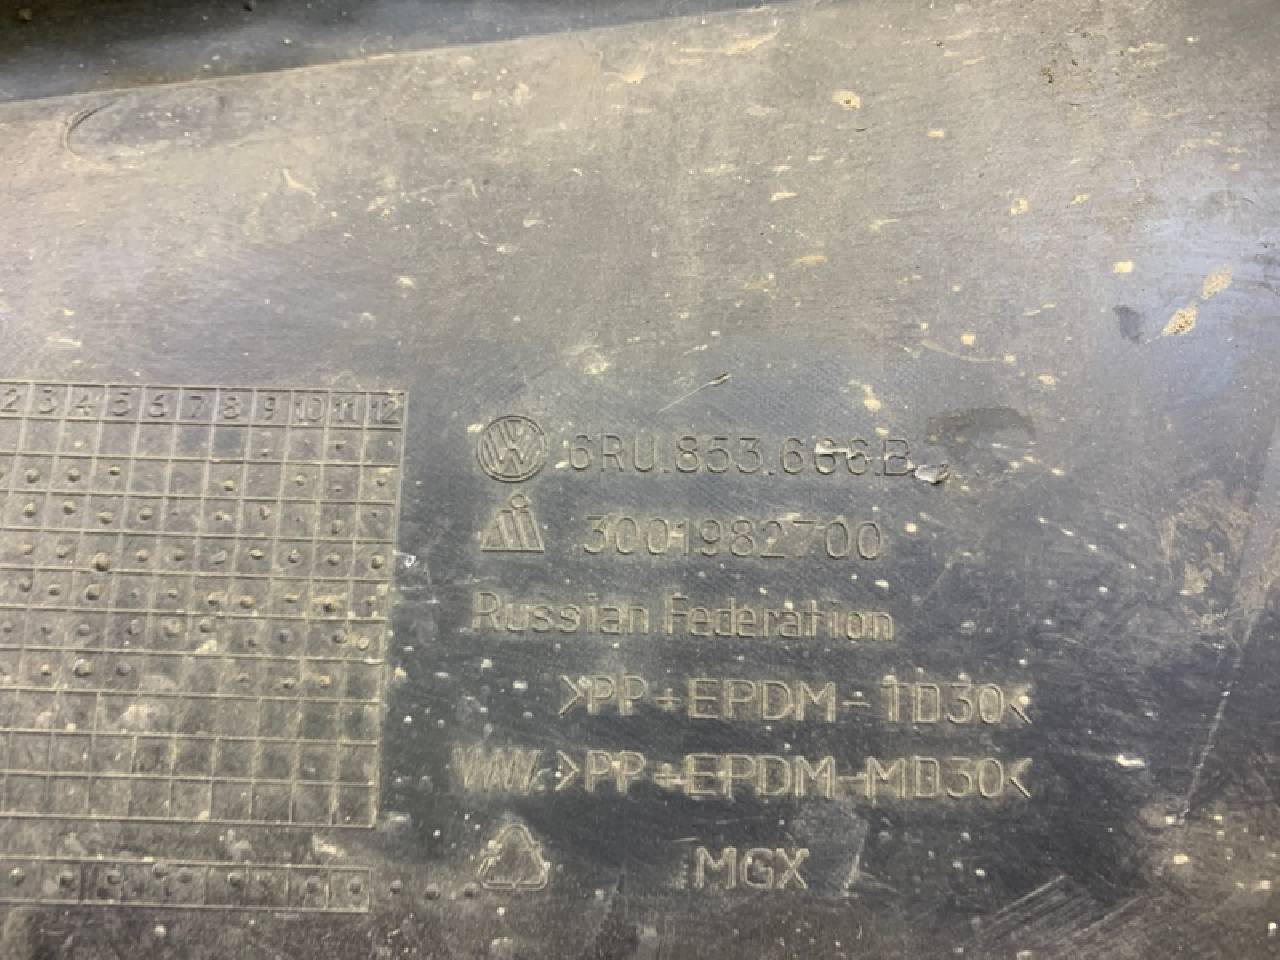 2 3 4 5 6 7 8 9 10 11 12
6RU.853.666.B
3001982700
Russian Federation
>PP+EPDM-TD30<
WW.>PP+EPDM-MD30<
MGX